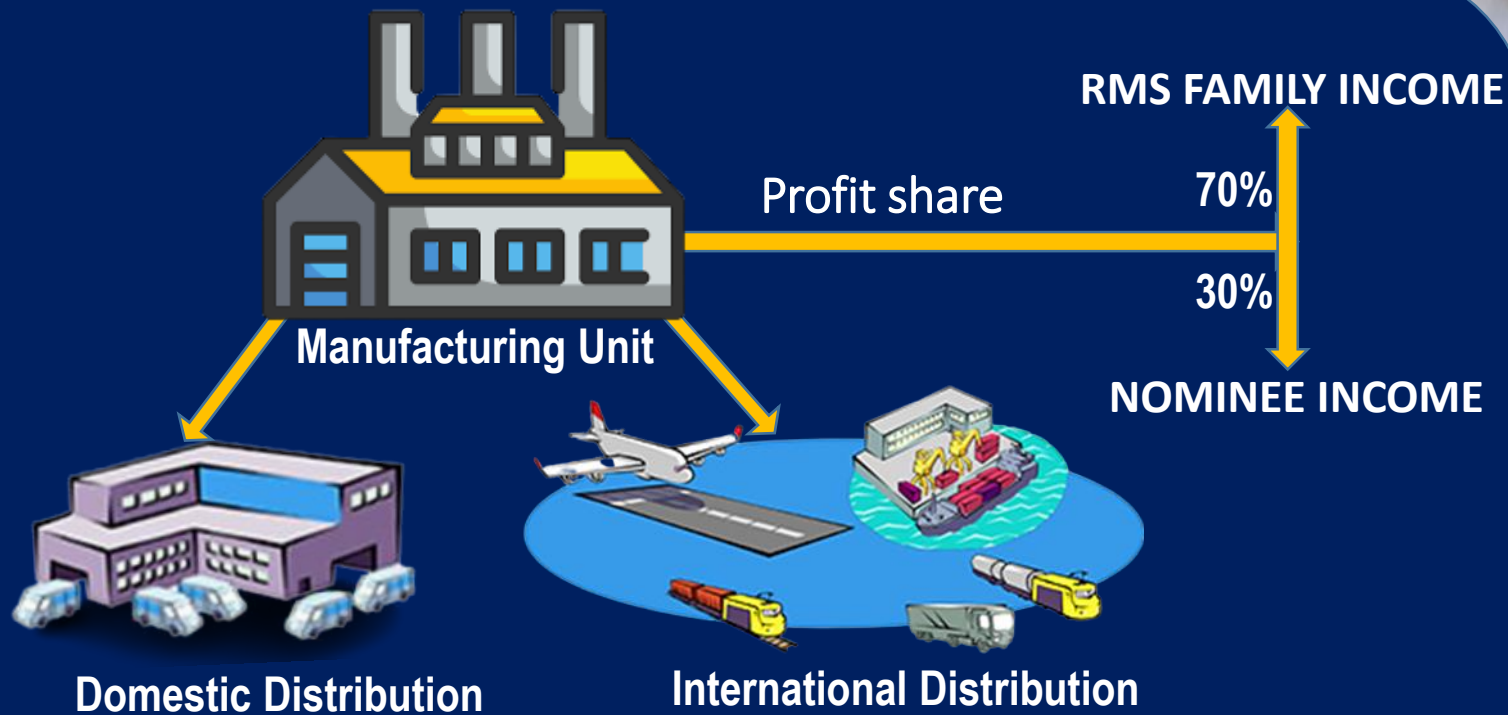 RMS FAMILY INCOME
Profit share
70%
30%
Manufacturing Unit
NOMINEE INCOME
Domestic Distribution
International Distribution